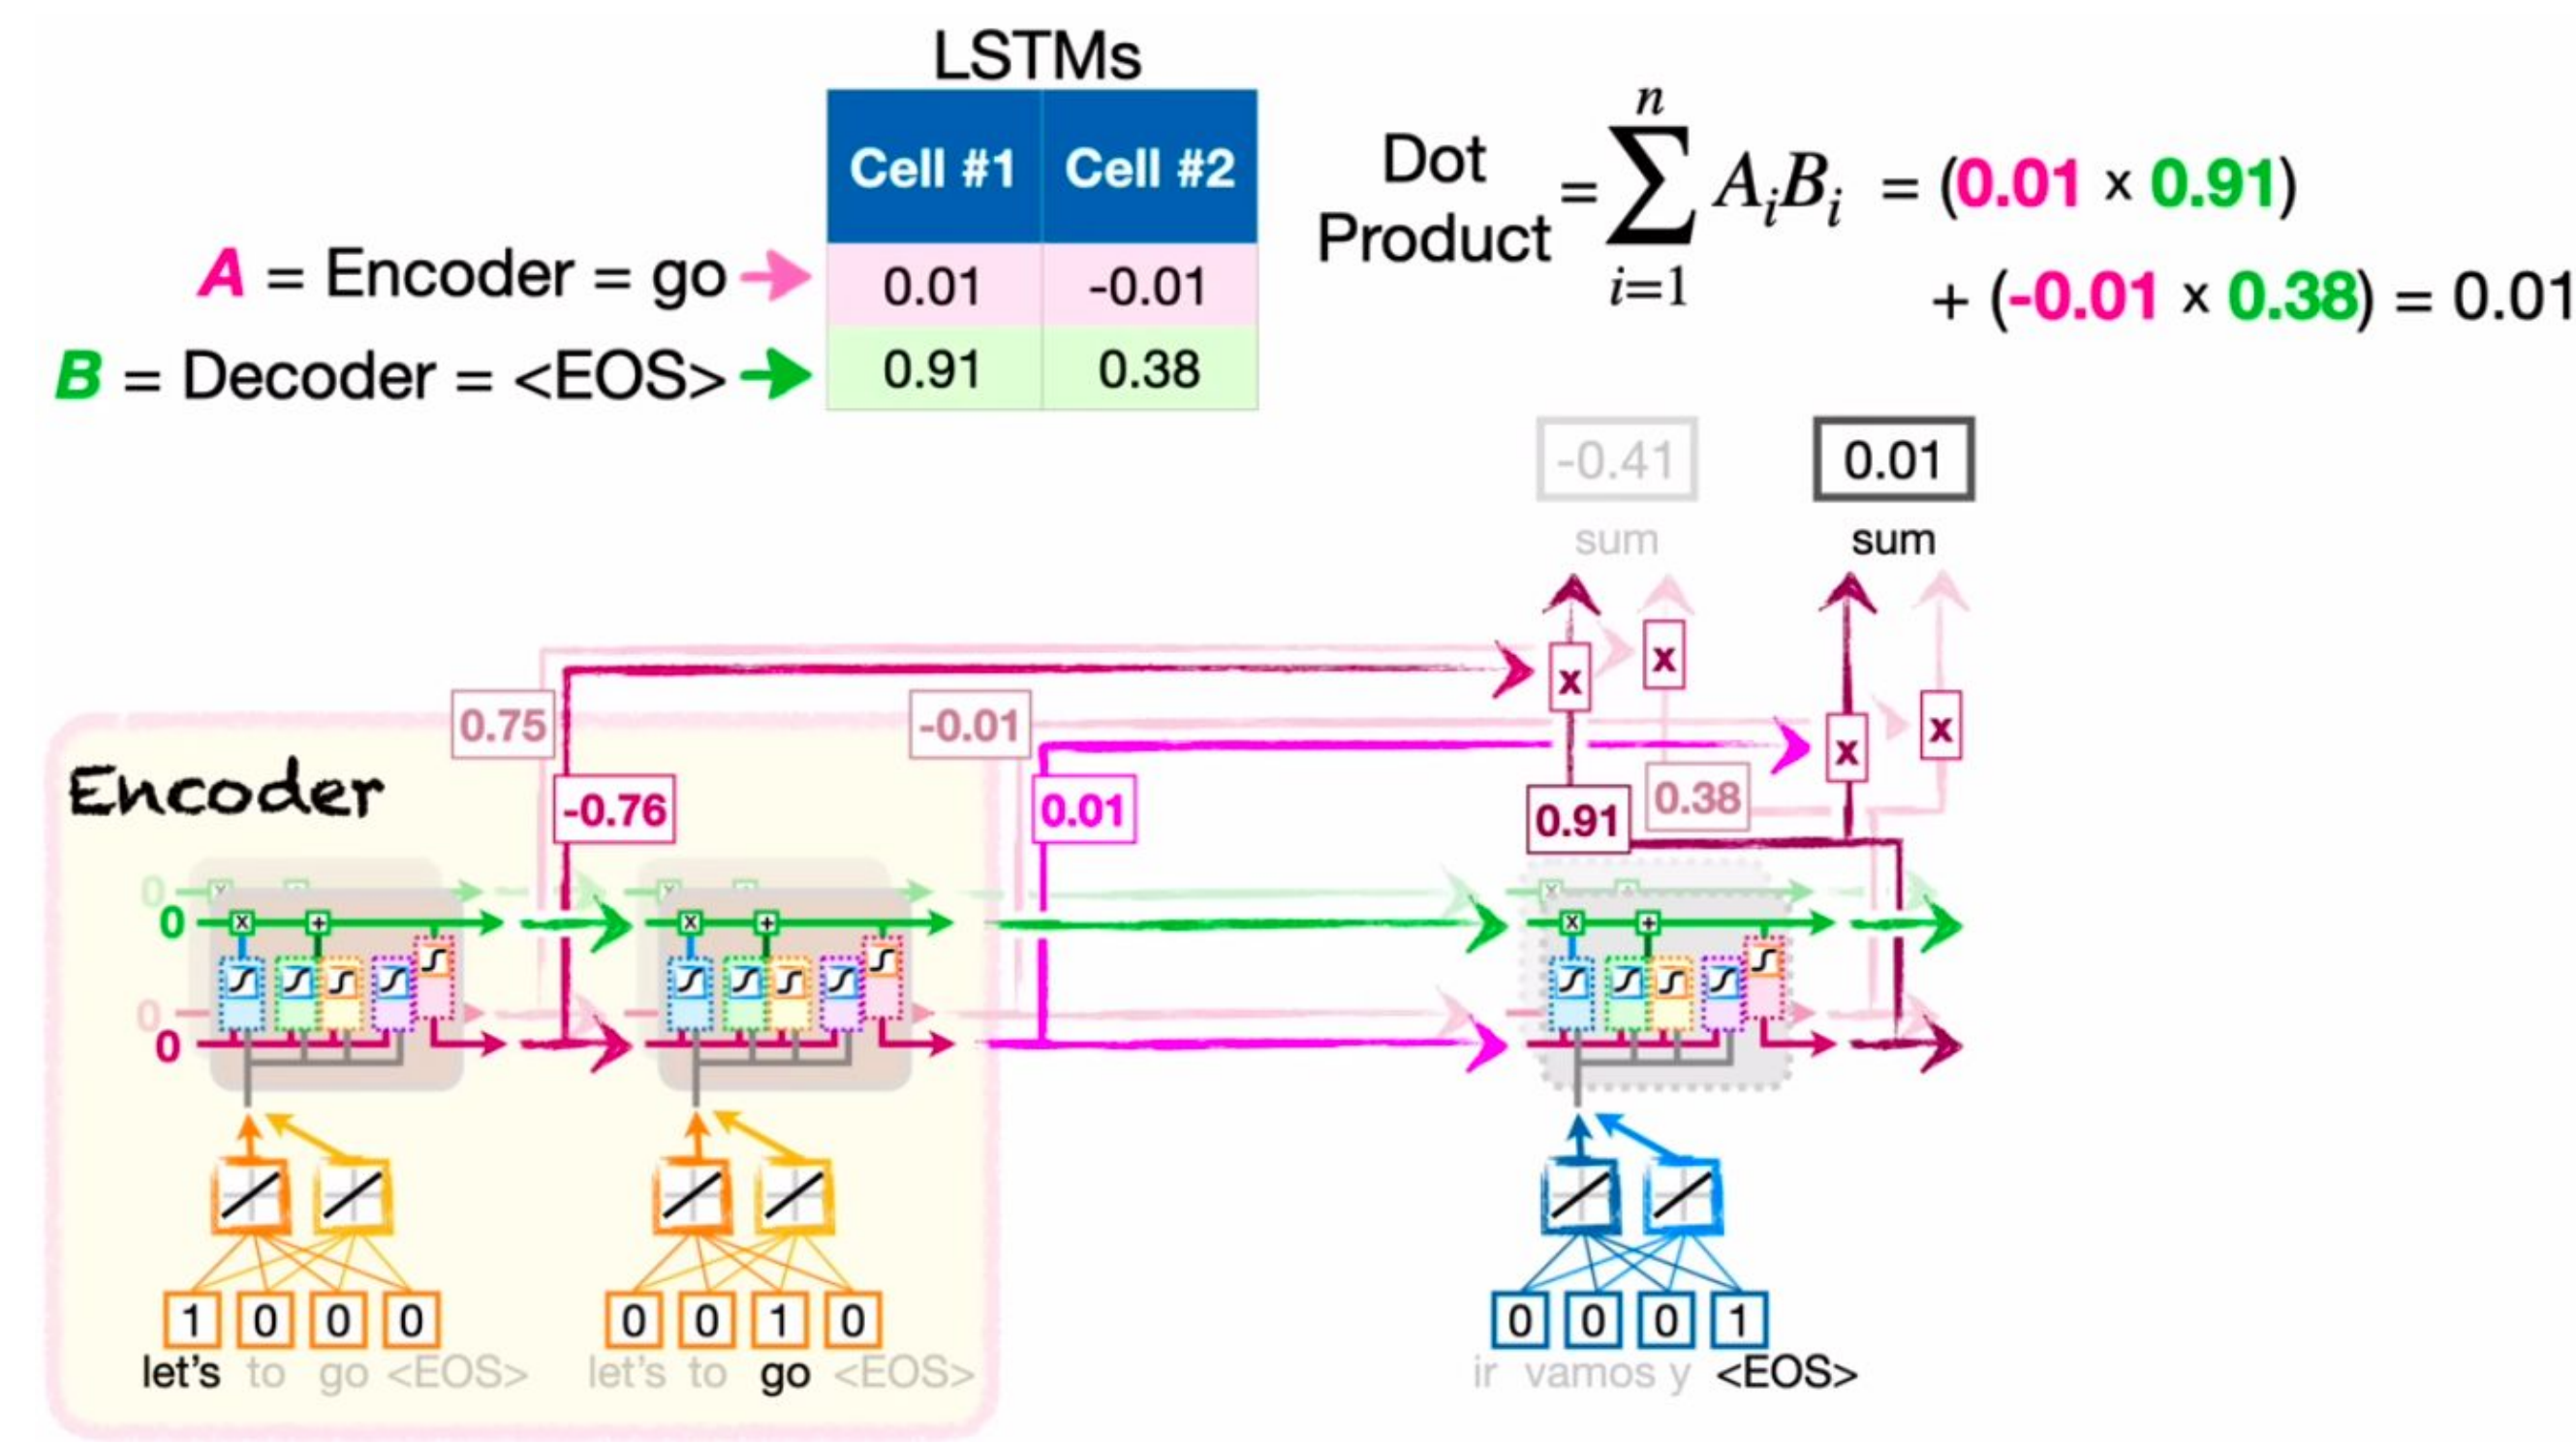 LSTMs
Cell #1 Cell #2
A = Encoder = go 0.01 -0.01
B = Decoder = <EOS> 0.91 0.38
Dot Product = n ∑ i=1 AᵢBᵢ = (0.01 x 0.91)
+ (-0.01 x 0.38) = 0.01
-0.41 0.01
sum sum
x x
x x
0.75 -0.01
-0.76 0.01 0.91 0.38
Encoder
0 x + x + x +
0 x + x + x +
0
0
1 0 0 0 0 0 1 0 0 0 0 1
let's to go <EOS> let's to go <EOS> ir vamos y <EOS>